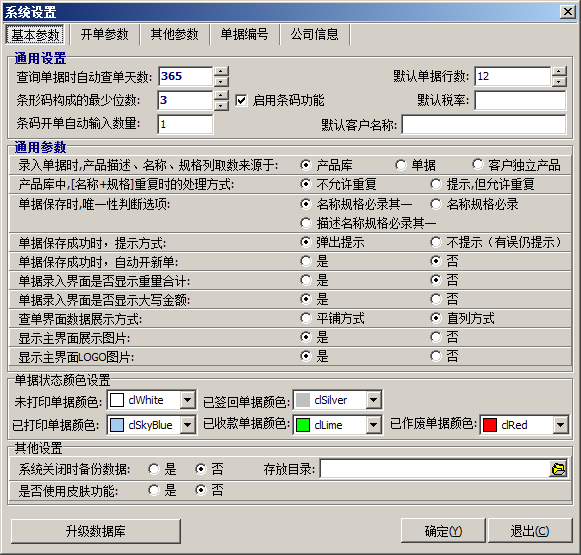 系统设置
基本参数 开单参数 其他参数 单据编号 公司信息
通用设置
查询单据时自动查单天数: 365 默认单据行数: 12
条形码构成的最少位数: 3 启用条码功能 默认税率:
条码开单自动输入数量: 1 默认客户名称:
通用参数
录入单据时,产品描述、名称、规格列取数来源于: 产品库 单据 客户独立产品
产品库中,[名称+规格]重复时的处理方式: 不允许重复 提示,但允许重复
单据保存时,唯一性判断选项: 名称规格必录其一 名称规格必录
描述名称规格必录其一
单据保存成功时，提示方式: 弹出提示 不提示（有误仍提示）
单据保存成功时，自动开新单: 是 否
单据录入界面是否显示重量合计: 是 否
单据录入界面是否显示大写金额: 是 否
查单界面数据展示方式: 平铺方式 直列方式
显示主界面展示图片: 是 否
显示主界面LOGO图片: 是 否
单据状态颜色设置
未打印单据颜色: clWhite 已签回单据颜色: clSilver
已打印单据颜色: clSkyBlue 已收款单据颜色: clLime 已作废单据颜色: clRed
其他设置
系统关闭时备份数据: 是 否 存放目录:
是否使用皮肤功能: 是 否
升级数据库 确定(Y) 退出(C)